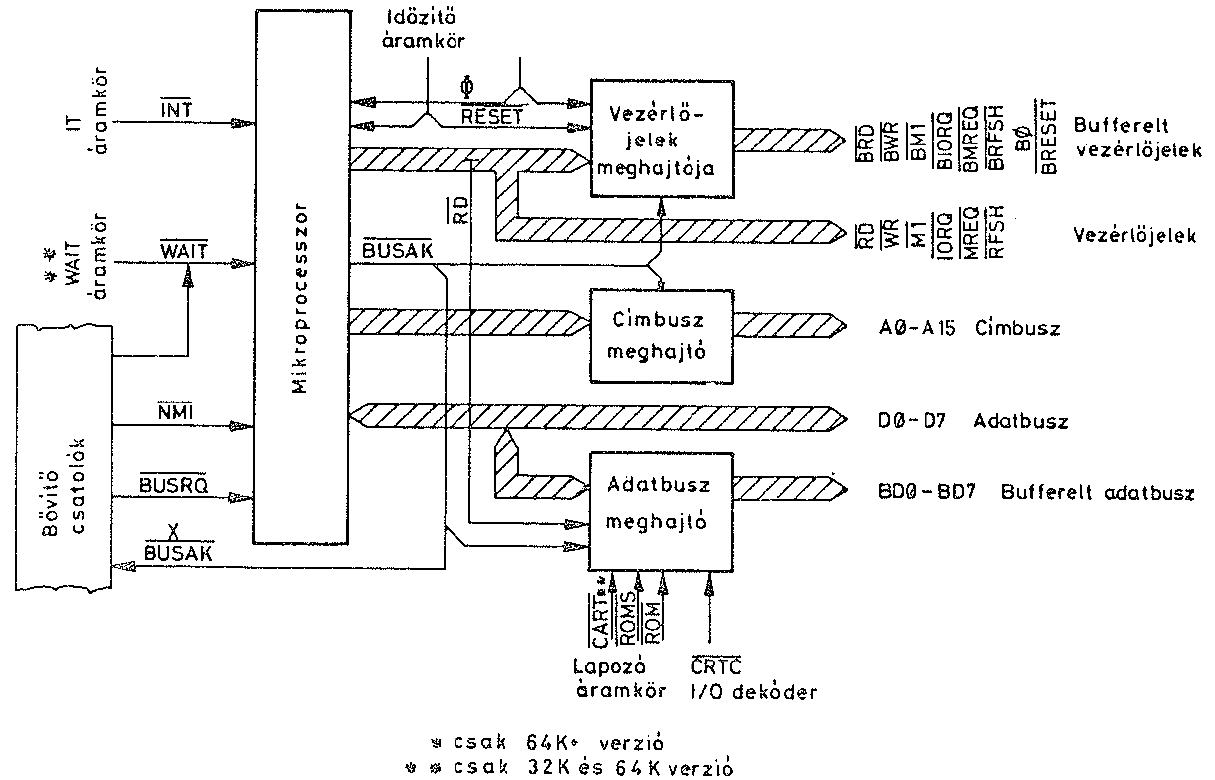 Időzítő
áramkör
Φ
RESET
IT
áramkör
INT
** WAIT
áramkör
WAIT
Mikroprocesszor
Vezérlő-
jelek
meghajtója
BRD
BWR
BM1
BIORQ
BMREQ
BRFSH
BØ
BRESET
Bufferelt
vezérlőjelek
RD
RD
WR
M1
IORQ
MREQ
RFSH
Vezérlőjelek
BUSAK
Címbusz
meghajtó
A0-A15 Címbusz
Bővítő
csatolók
NMI
BUSRQ
X
BUSAK
D0-D7 Adatbusz
Adatbusz
meghajtó
BD0-BD7 Bufferelt adatbusz
CART**
ROMS
ROM
Lapozó
áramkör
CRTC
I/O dekóder
* csak 64K+ verzió
** csak 32K és 64K verzió